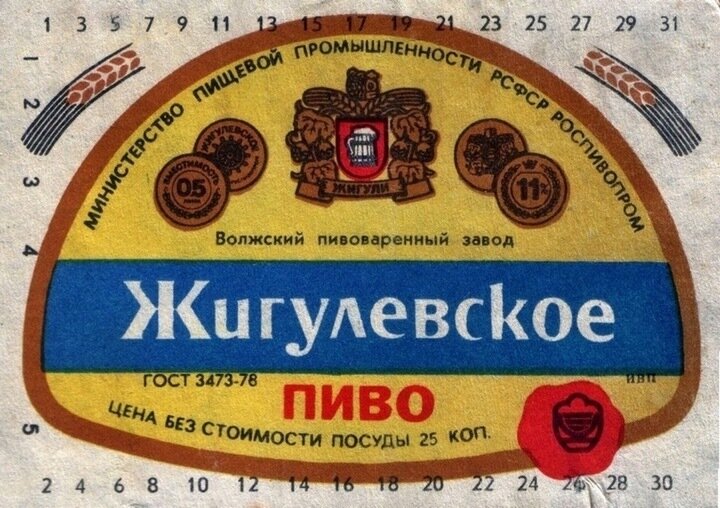 1 3 5 7 9 11 13 15 17 19 21 23 25 27 29 31
1
2
3
4
5
МИНИСТЕРСТВО ПИЩЕВОЙ ПРОМЫШЛЕННОСТИ РСФСР РОСПИВОПРОМ
ЖИГУЛЕВСКОЕ
ВМЕСТИМОСТЬ
05
ЖИГУЛИ
11%
Волжский пивоваренный завод
Жигулевское
ГОСТ 3473-78
ИВП
ПИВО
ЦЕНА БЕЗ СТОИМОСТИ ПОСУДЫ 25 КОП.
2 4 6 8 10 12 14 16 18 20 22 24 26 28 30